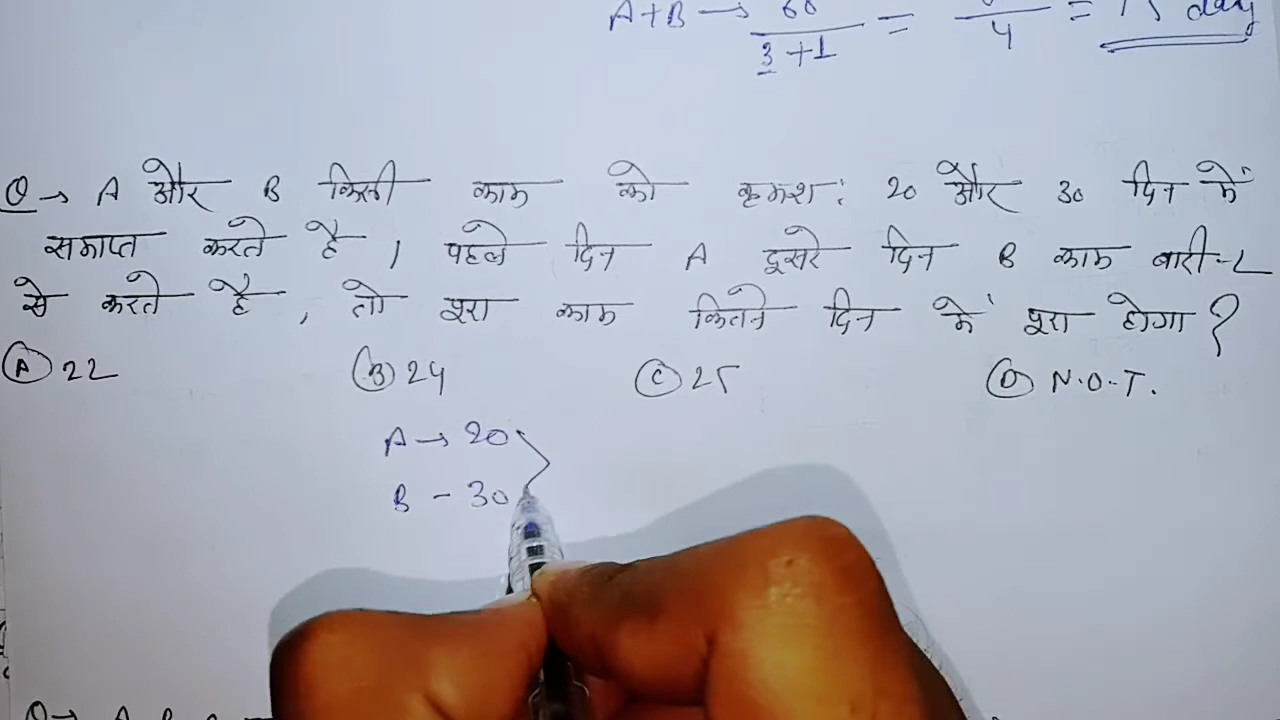 A+B → 60 / 3+1 = / 4 = 15 day
Q → A और B किसी काम को क्रमश: 20 और 30 दिन में
समाप्त करते है, पहले दिन A दूसरे दिन B काम बारी-2
से करते है, तो पूरा काम कितने दिन में पूरा होगा?
(A) 22 (B) 24 (C) 25 (D) N.O.T.
A → 20
B - 30
Q → A B